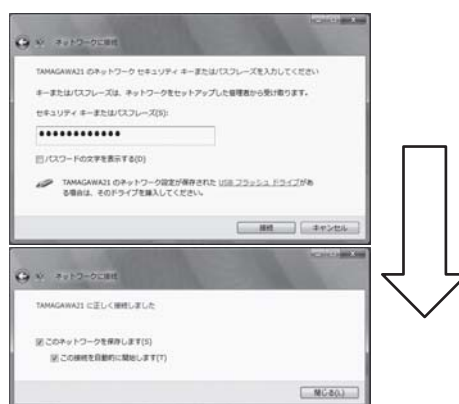 ネットワークに接続
TAMAGAWA21 のネットワーク セキュリティ キーまたはパスフレーズを入力してください
キーまたはパスフレーズは、ネットワークをセットアップした管理者から受け取ります。
セキュリティ キーまたはパスフレーズ(S):
●●●●●●●●●●●●
パスワードの文字を表示する(D)
TAMAGAWA21 のネットワーク設定が保存された USB フラッシュ ドライブがあ
る場合は、そのドライブを挿入してください。
接続 キャンセル
ネットワークに接続
TAMAGAWA21 に正しく接続しました
このネットワークを保存します(S)
この接続を自動的に開始します(T)
閉じる(L)